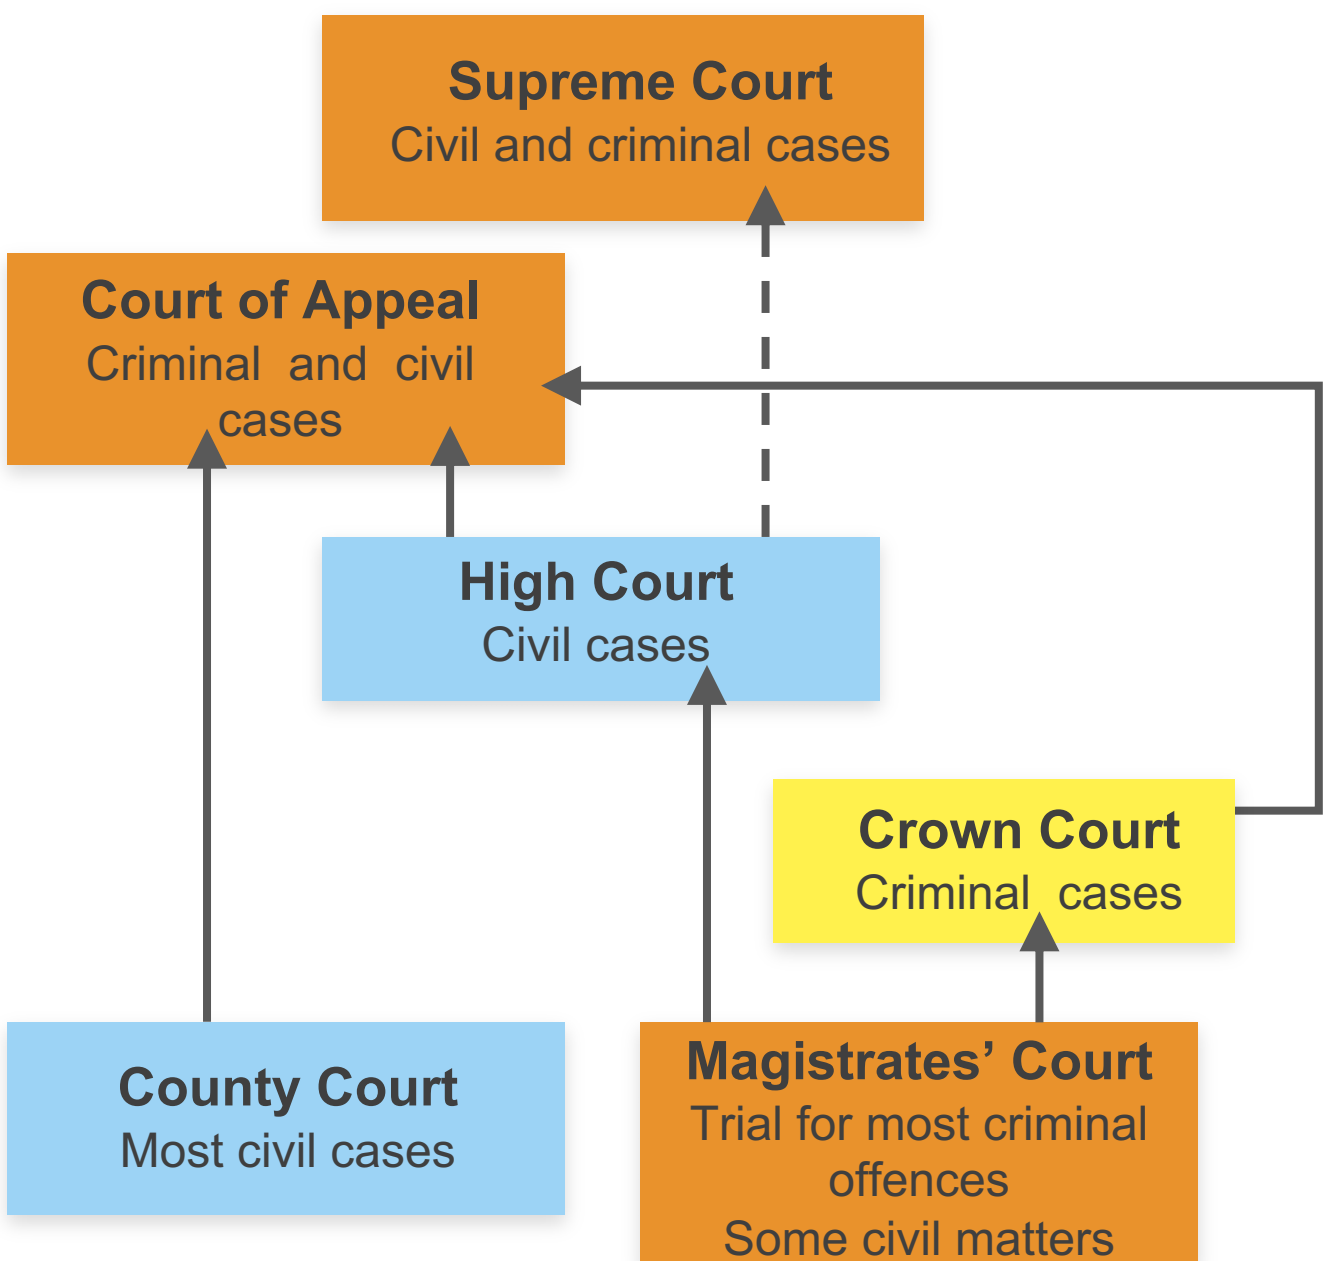 Supreme Court
Civil and criminal cases
Court of Appeal
Criminal and civil
cases
High Court
Civil cases
Crown Court
Criminal cases
County Court
Most civil cases
Magistrates’ Court
Trial for most criminal
offences
Some civil matters